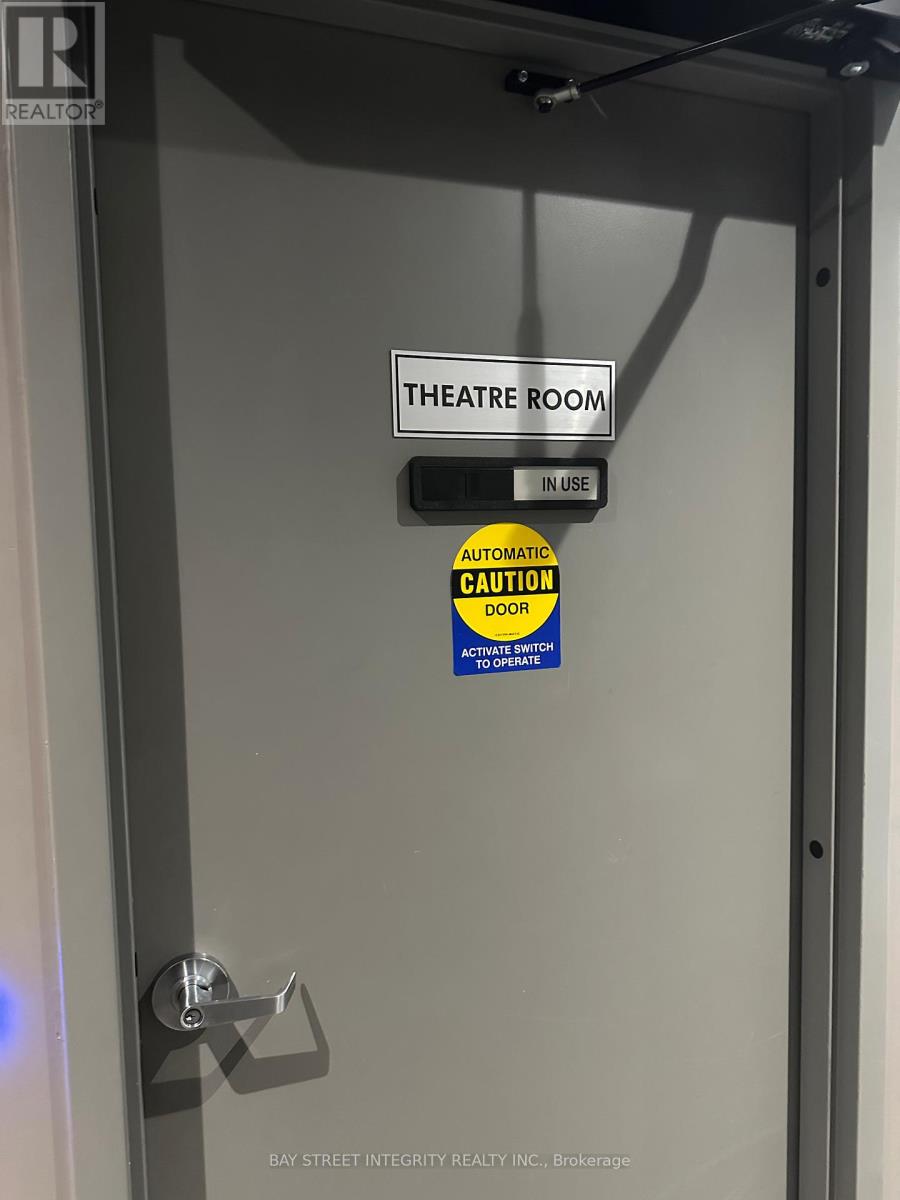 REALTOR®
THEATRE ROOM
IN USE
AUTOMATIC
CAUTION
DOOR
ACTIVATE SWITCH
TO OPERATE
BAY STREET INTEGRITY REALTY INC., Brokerage